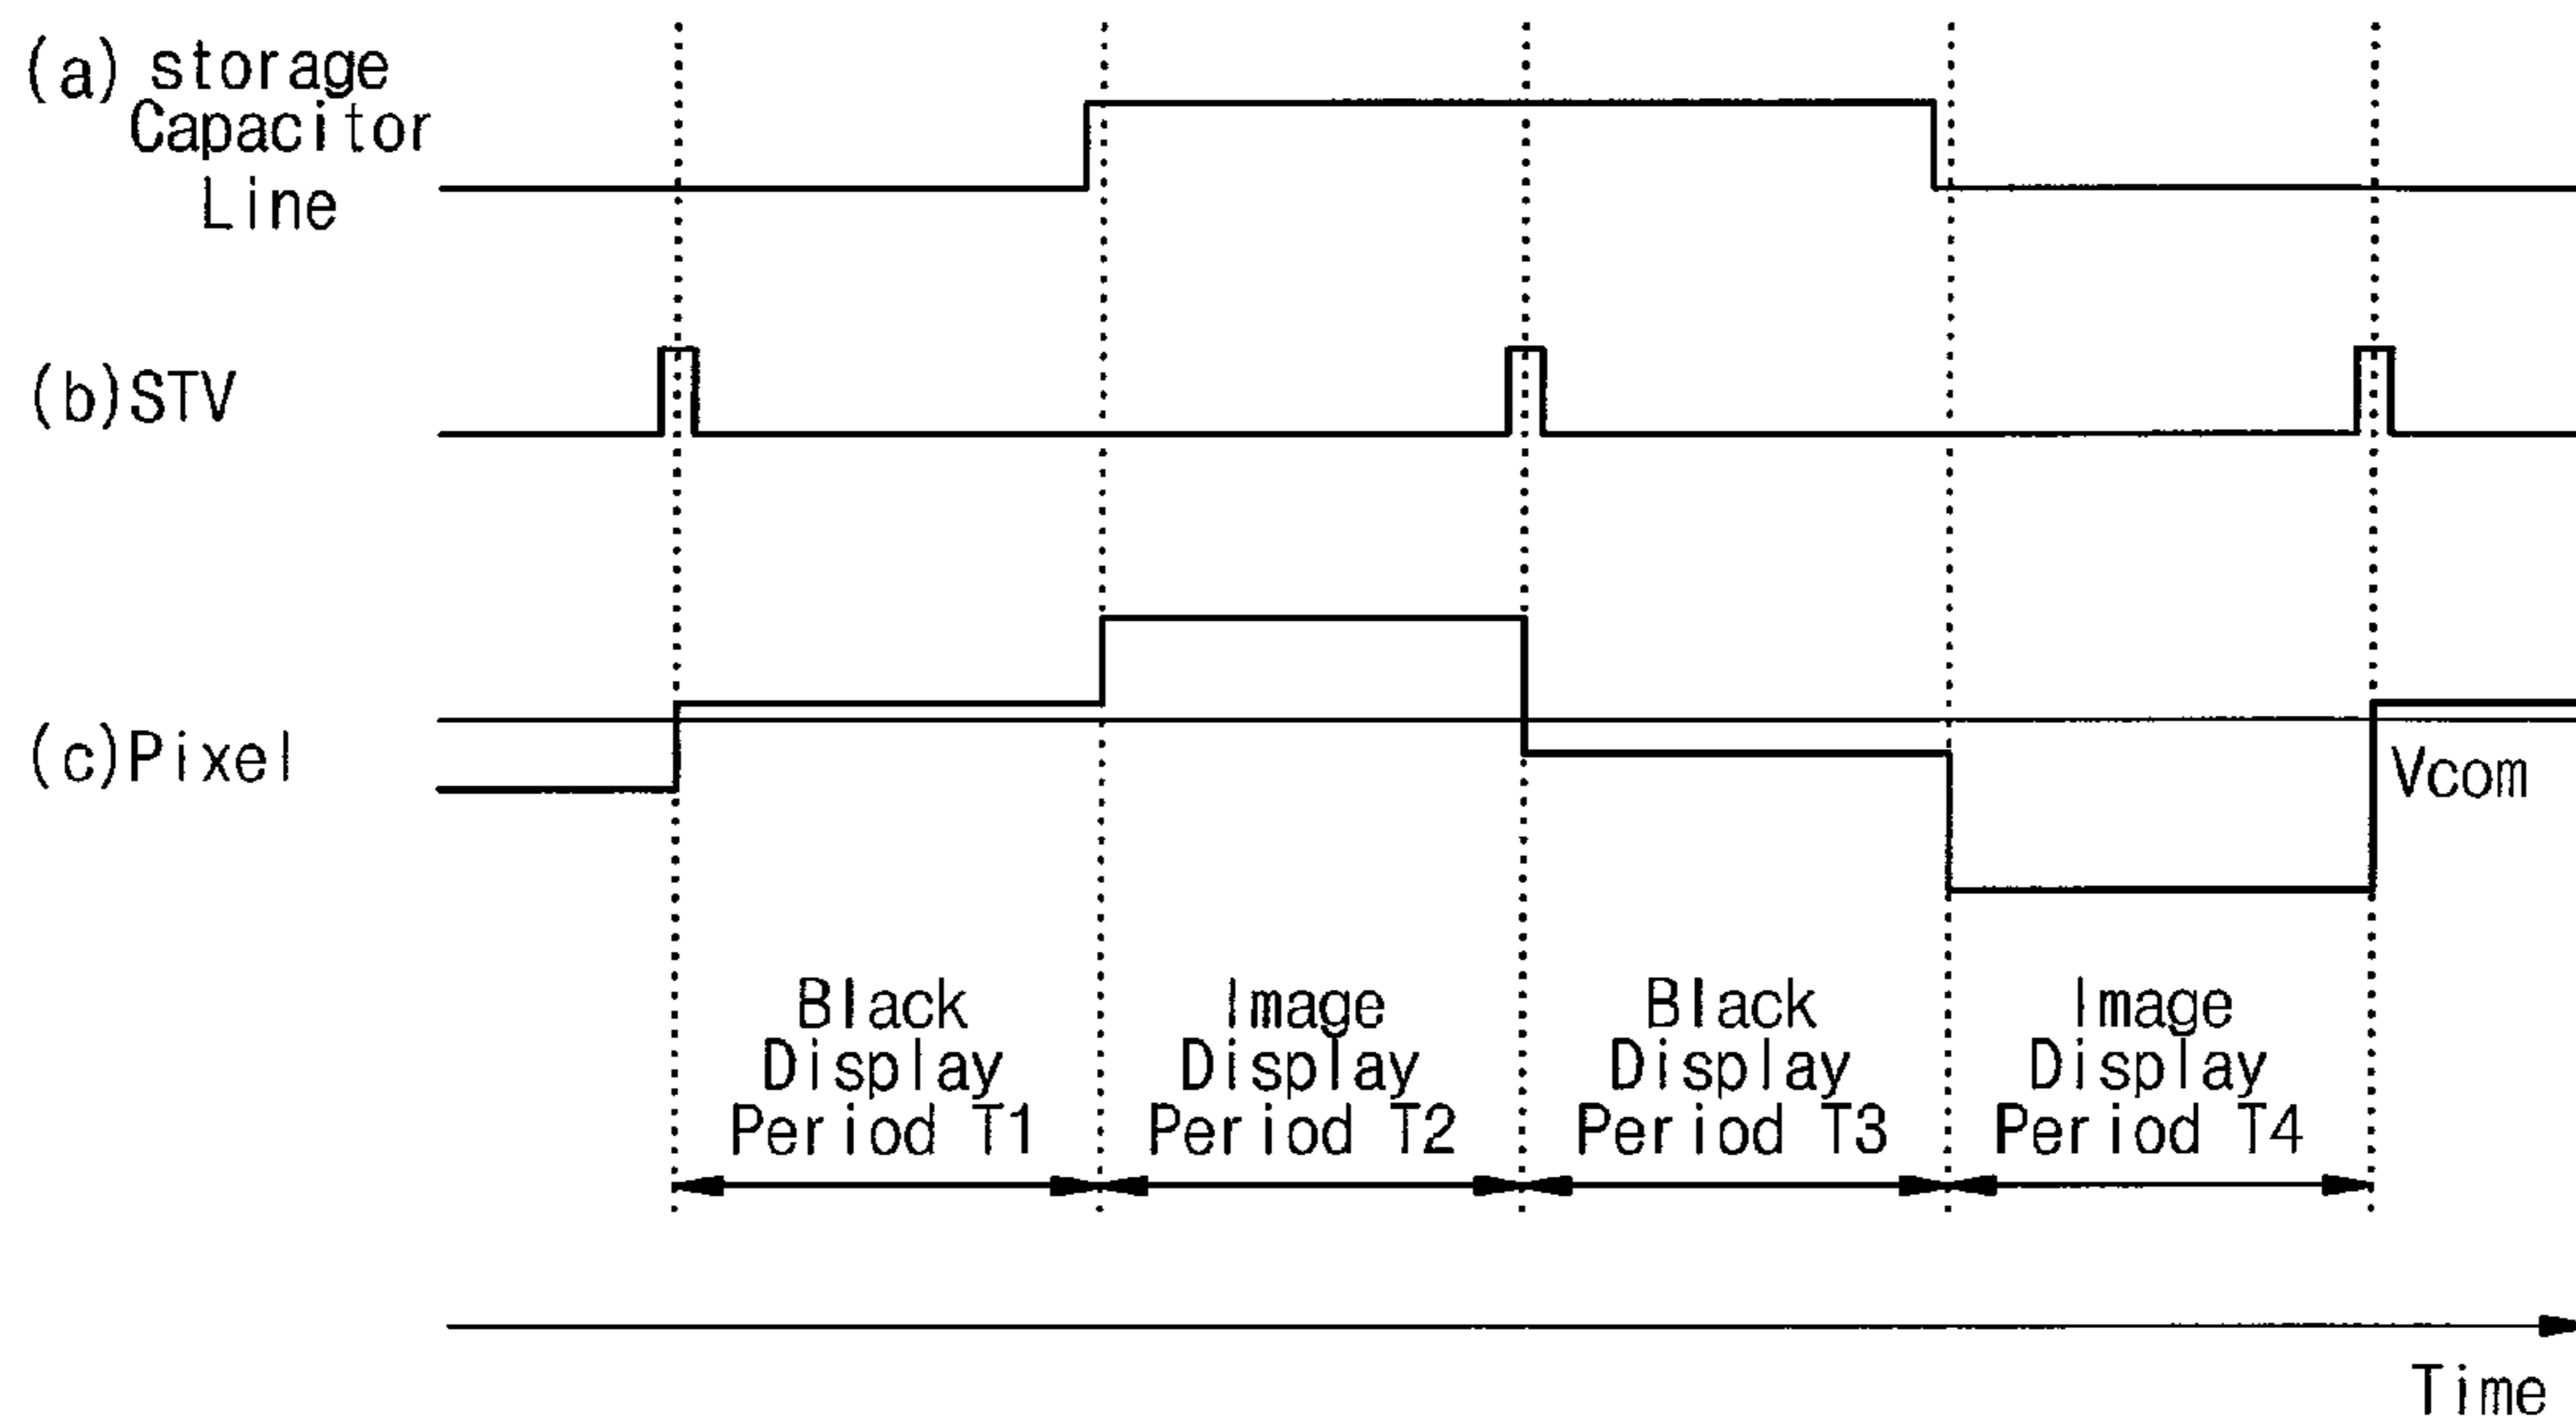 (a) storage
Capacitor
Line
(b)STV
(c)Pixel
Vcom
Black
Display
Period T1
Image
Display
Period T2
Black
Display
Period T3
Image
Display
Period T4
Time